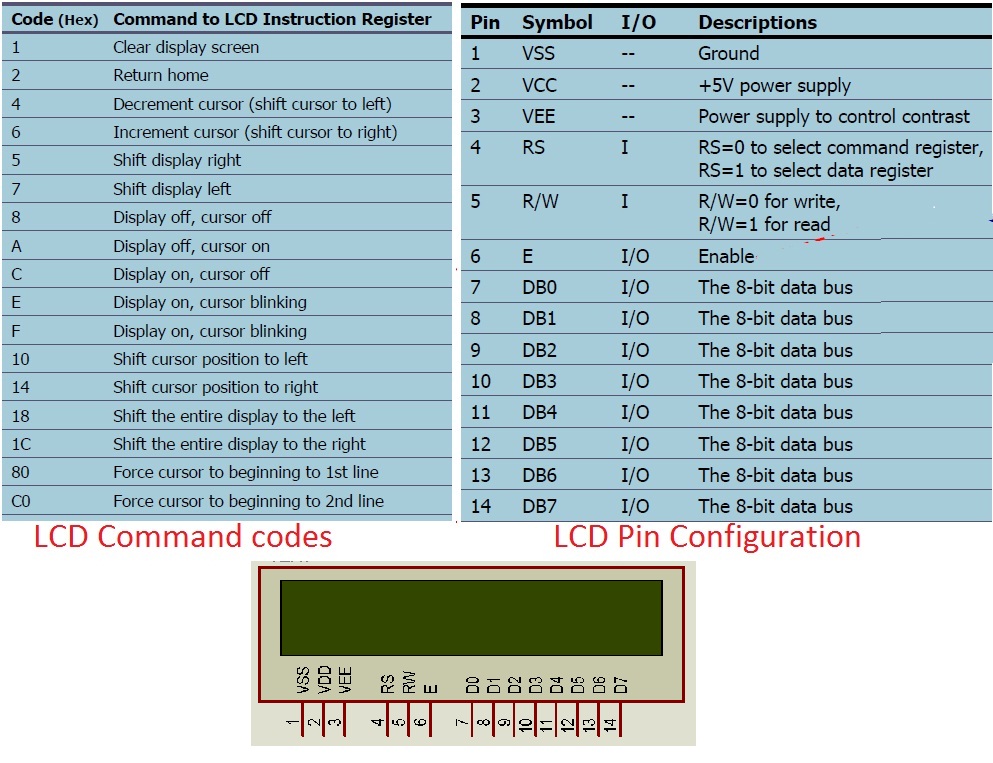 Code (Hex) Command to LCD Instruction Register
1 Clear display screen
2 Return home
4 Decrement cursor (shift cursor to left)
6 Increment cursor (shift cursor to right)
5 Shift display right
7 Shift display left
8 Display off, cursor off
A Display off, cursor on
C Display on, cursor off
E Display on, cursor blinking
F Display on, cursor blinking
10 Shift cursor position to left
14 Shift cursor position to right
18 Shift the entire display to the left
1C Shift the entire display to the right
80 Force cursor to beginning to 1st line
C0 Force cursor to beginning to 2nd line
LCD Command codes
Pin Symbol I/O Descriptions
1 VSS -- Ground
2 VCC -- +5V power supply
3 VEE -- Power supply to control contrast
4 RS I RS=0 to select command register,
RS=1 to select data register
5 R/W I R/W=0 for write,
R/W=1 for read
6 E I/O Enable
7 DB0 I/O The 8-bit data bus
8 DB1 I/O The 8-bit data bus
9 DB2 I/O The 8-bit data bus
10 DB3 I/O The 8-bit data bus
11 DB4 I/O The 8-bit data bus
12 DB5 I/O The 8-bit data bus
13 DB6 I/O The 8-bit data bus
14 DB7 I/O The 8-bit data bus
LCD Pin Configuration
VSS VDD VEE RS RW E D0 D1 D2 D3 D4 D5 D6 D7
1 2 3 4 5 6 7 8 9 10 11 12 13 14